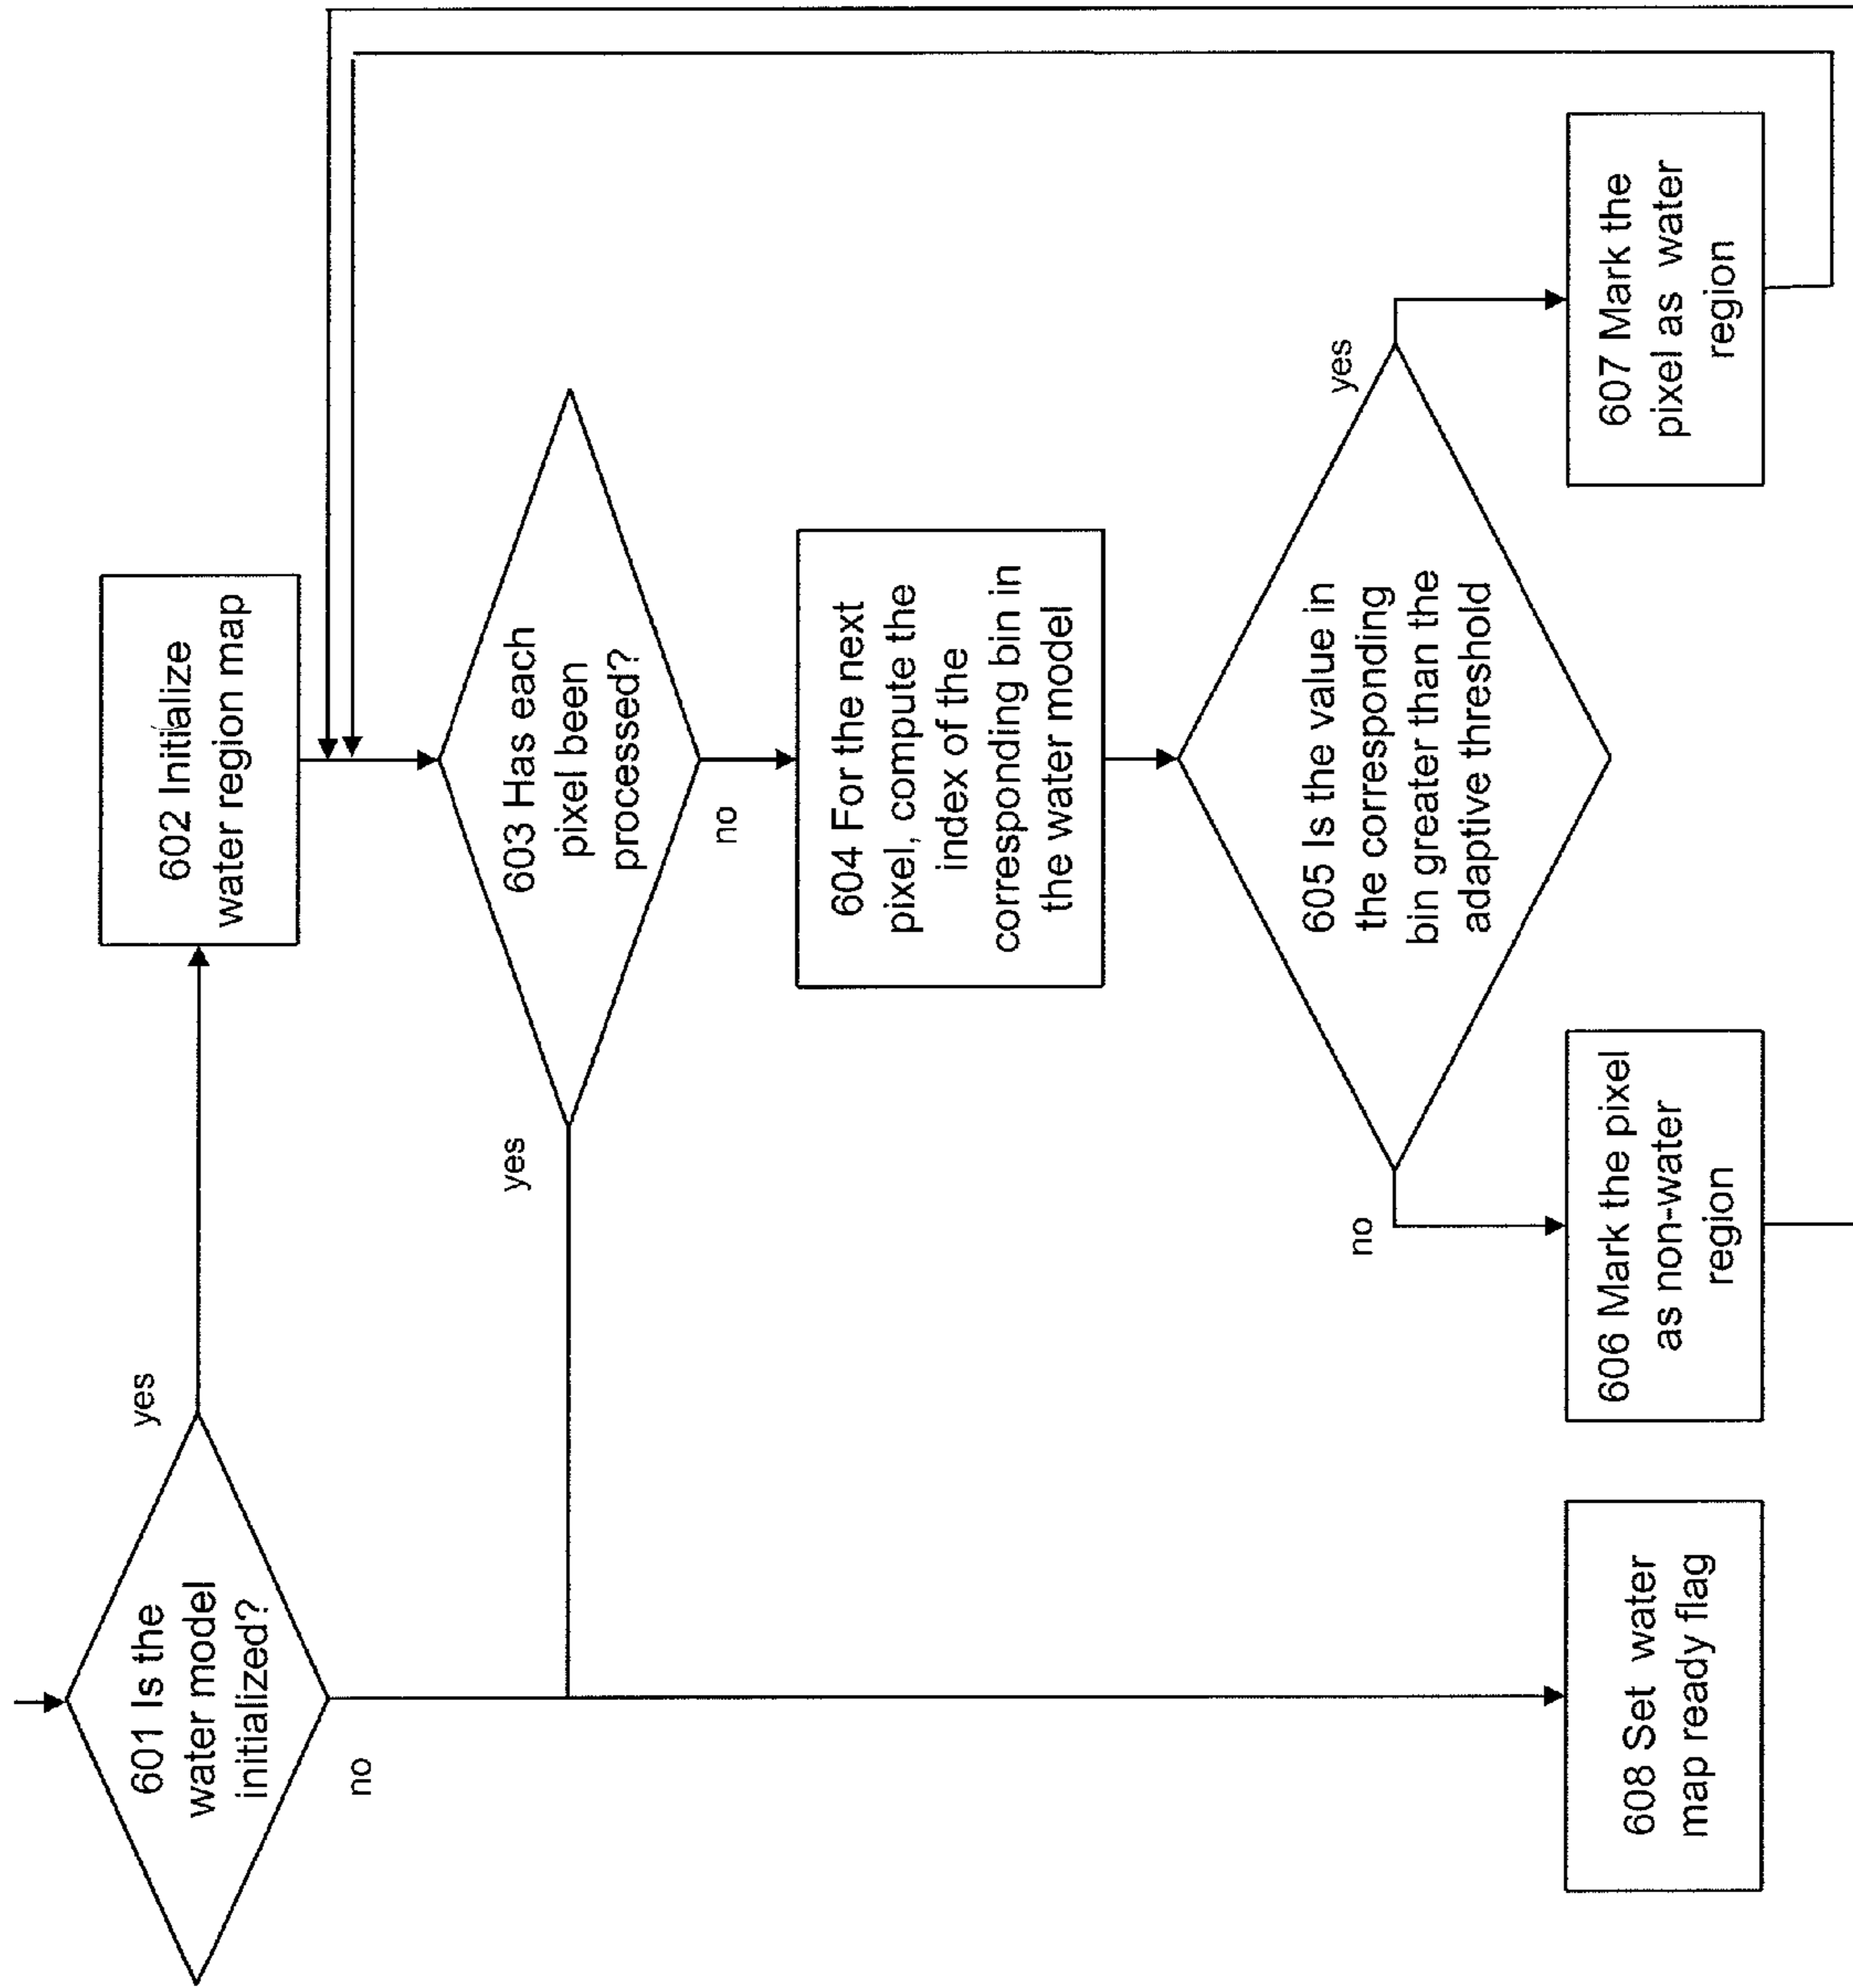 601 Is the
water model
initialized?
yes
no
602 Initialize
water region map
603 Has each
pixel been
processed?
yes
no
604 For the next
pixel, compute the
index of the
corresponding bin in
the water model
605 Is the value in
the corresponding
bin greater than the
adaptive threshold
no
yes
608 Set water
map ready flag
606 Mark the pixel
as non-water
region
607 Mark the
pixel as water
region